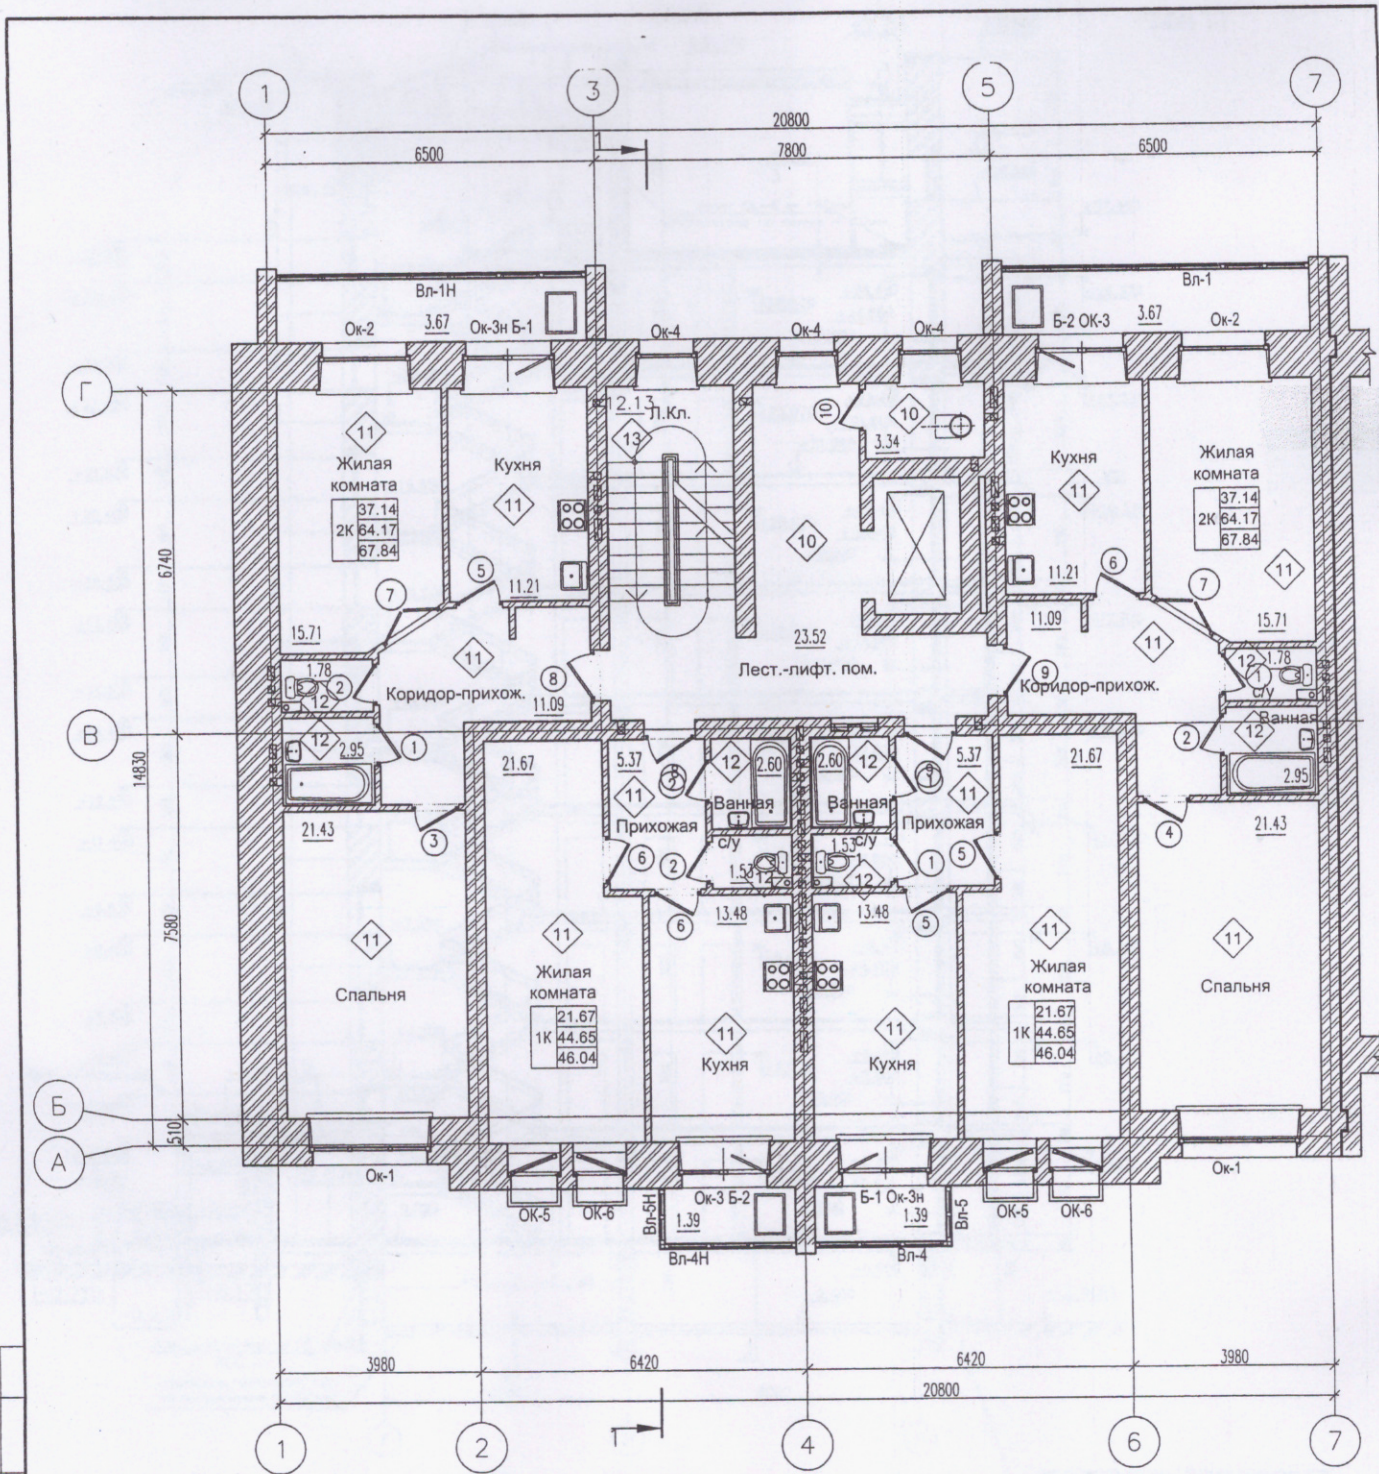 1
3
5
7
20800
6500
7800
6500
Вл-1Н
3.67
Вл-1
3.67
Ок-2
Ок-3н Б-1
Ок-4
Ок-4
Ок-4
Б-2 ОК-3
Ок-2
Г
12.13
Л.Кл.
13
10
10
3.34
11
Жилая
комната
37.14
2К 64.17
67.84
Кухня
11
Кухня
11
Жилая
комната
37.14
2К 64.17
67.84
11
10
6740
5
7
11.21
15.71
11
6
7
11.21
11.09
15.71
11
23.52
Лест.-лифт. пом.
1.78
2
12
Коридор-прихож.
11.09
8
9
Коридор-прихож.
12
1.78
1
с/у
В
12
2.95
1
2
Ванная
12
2.95
14830
21.67
5.37
2.60
12
2.60
12
5.37
21.67
11
Ванная
Ванная
9
11
21.43
3
Прихожая
Прихожая
4
21.43
с/у
с/у
6
2
1.53
12
1.53
12
1
5
6
13.48
13.48
5
7580
11
Спальня
11
Жилая
комната
21.67
1К 44.65
46.04
11
Кухня
11
Кухня
11
Жилая
комната
21.67
1К 44.65
46.04
11
Спальня
Б
510
А
Ок-1
ОК-5
ОК-6
Вл-5Н
Ок-3 Б-2
1.39
Вл-4Н
Б-1 Ок-3н
1.39
Вл-4
Вл-5
ОК-5
ОК-6
Ок-1
3980
6420
6420
3980
20800
1
2
4
6
7